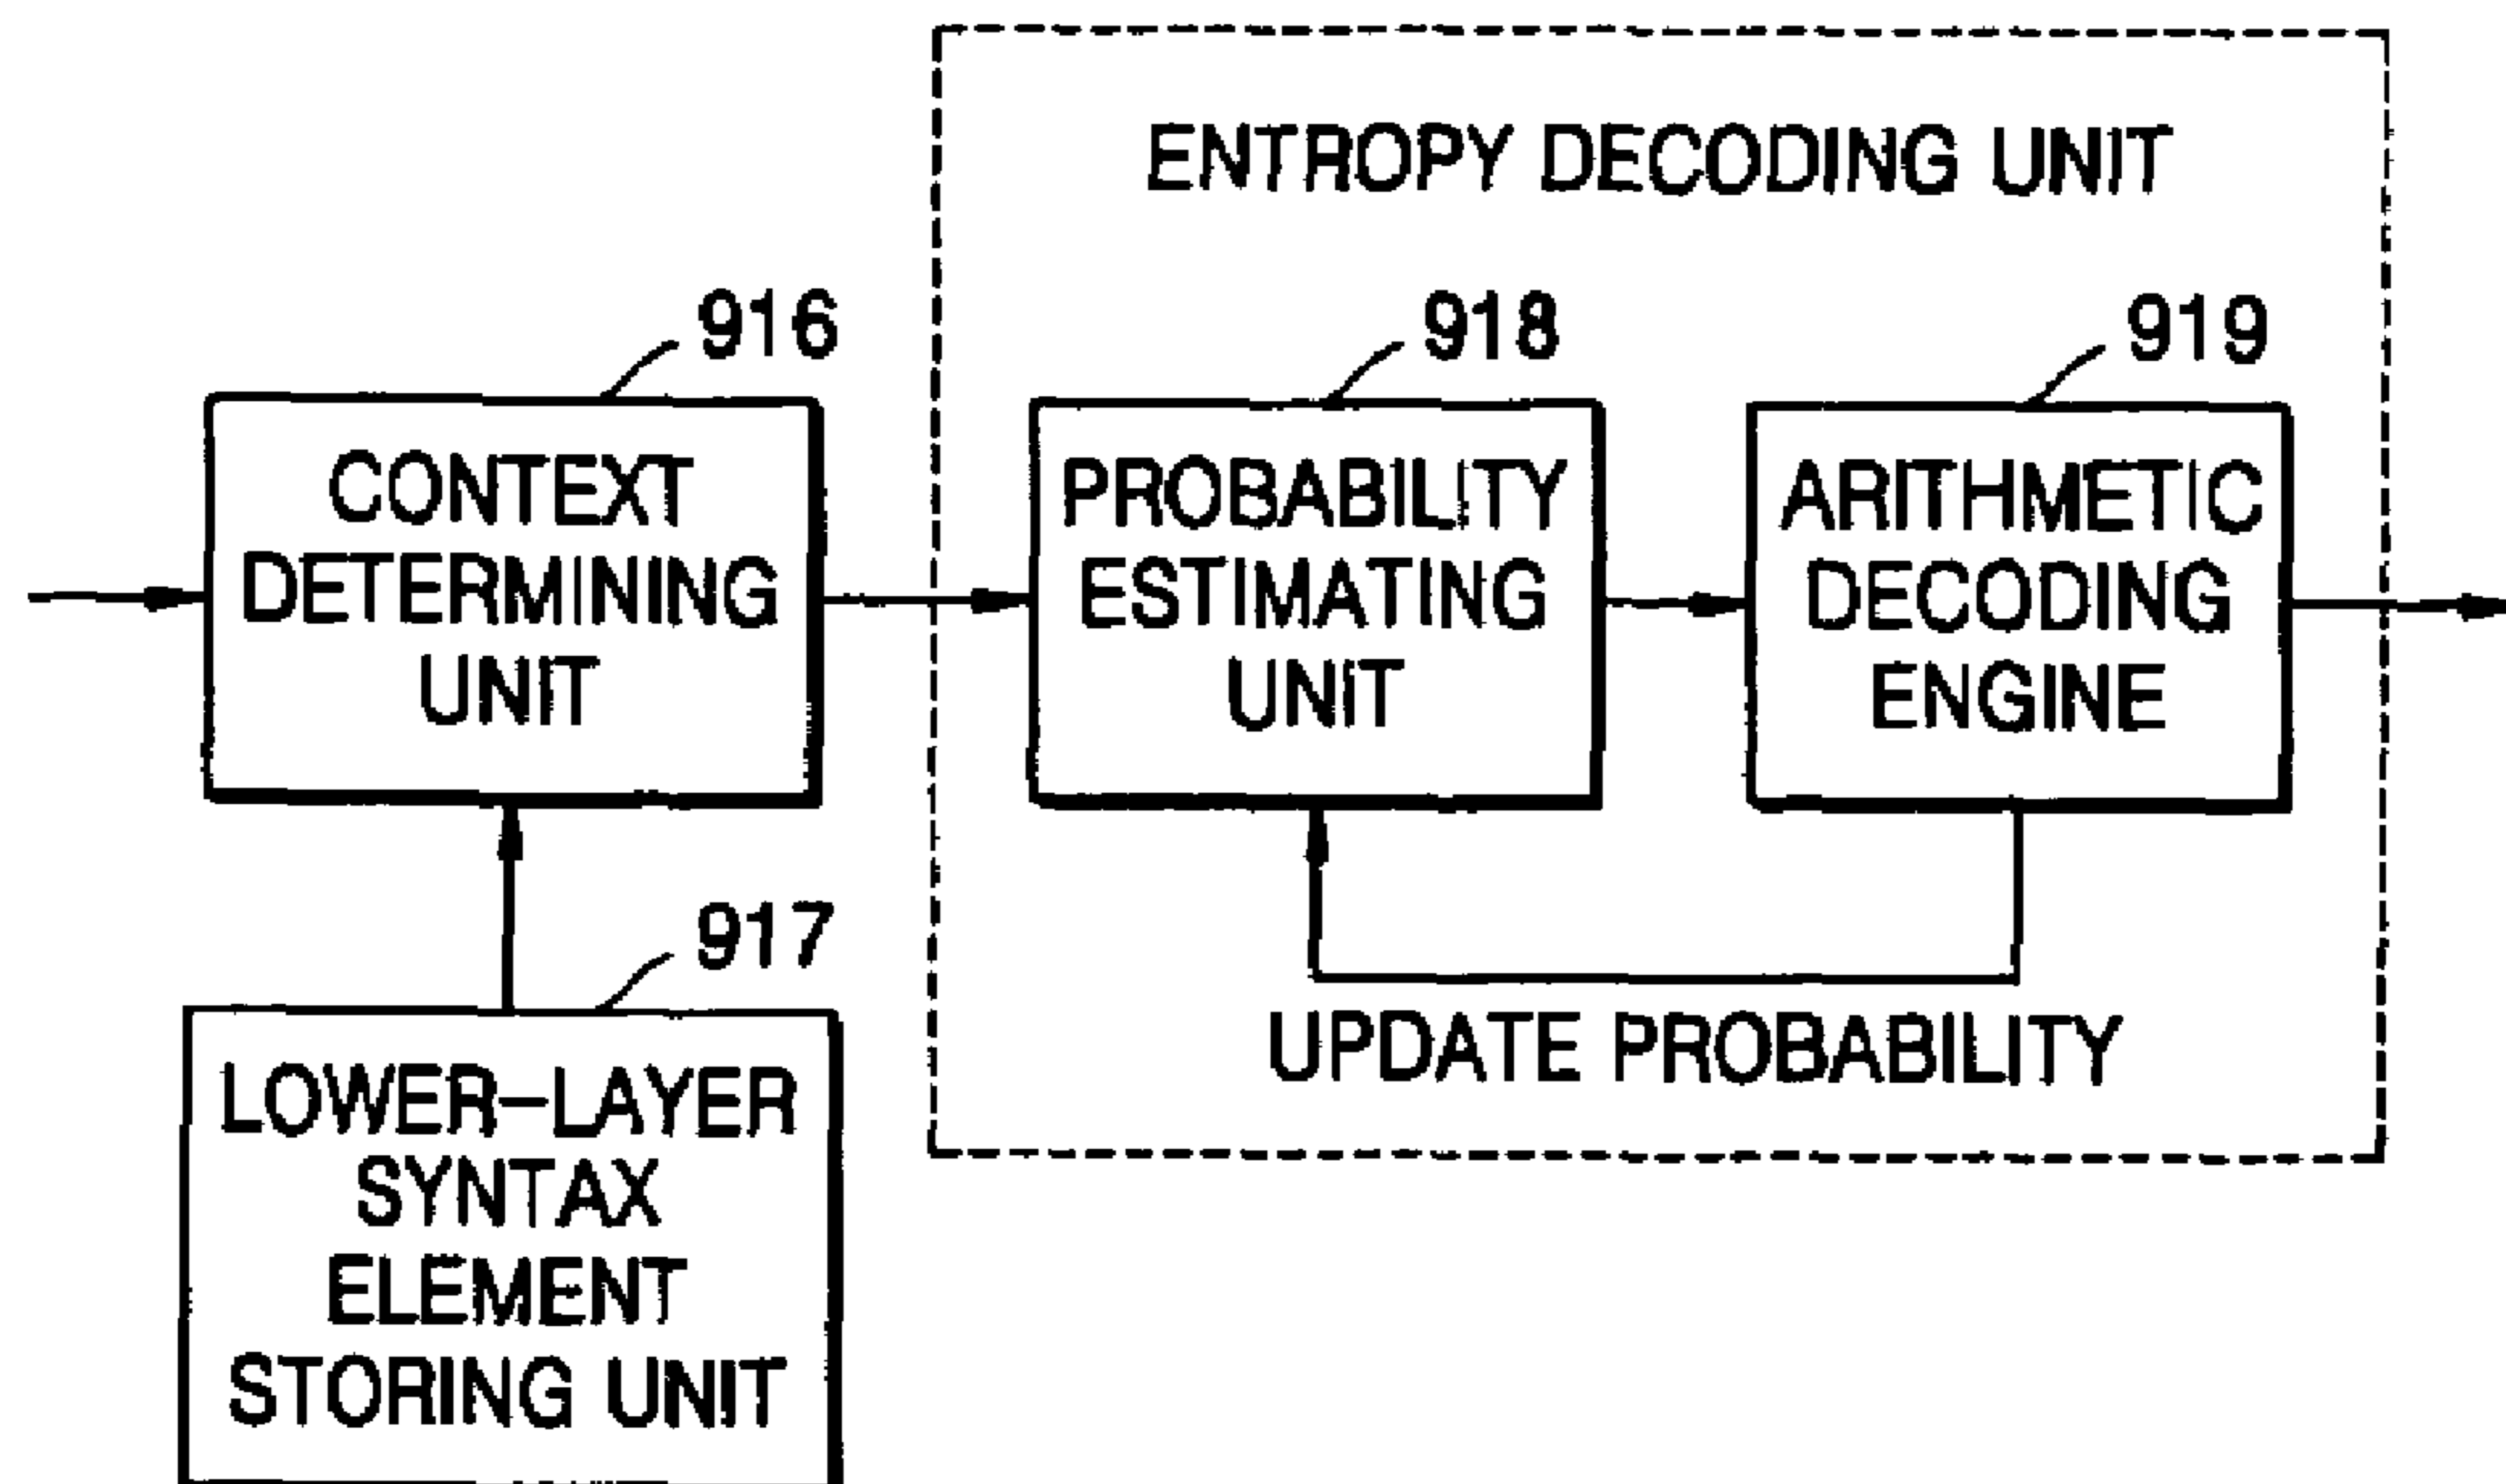 ENTROPY DECODING UNIT
916
918
919
CONTEXT
DETERMINING
UNIT
PROBABILITY
ESTIMATING
UNIT
ARITHMETIC
DECODING
ENGINE
917
UPDATE PROBABILITY
LOWER-LAYER
SYNTAX
ELEMENT
STORING UNIT